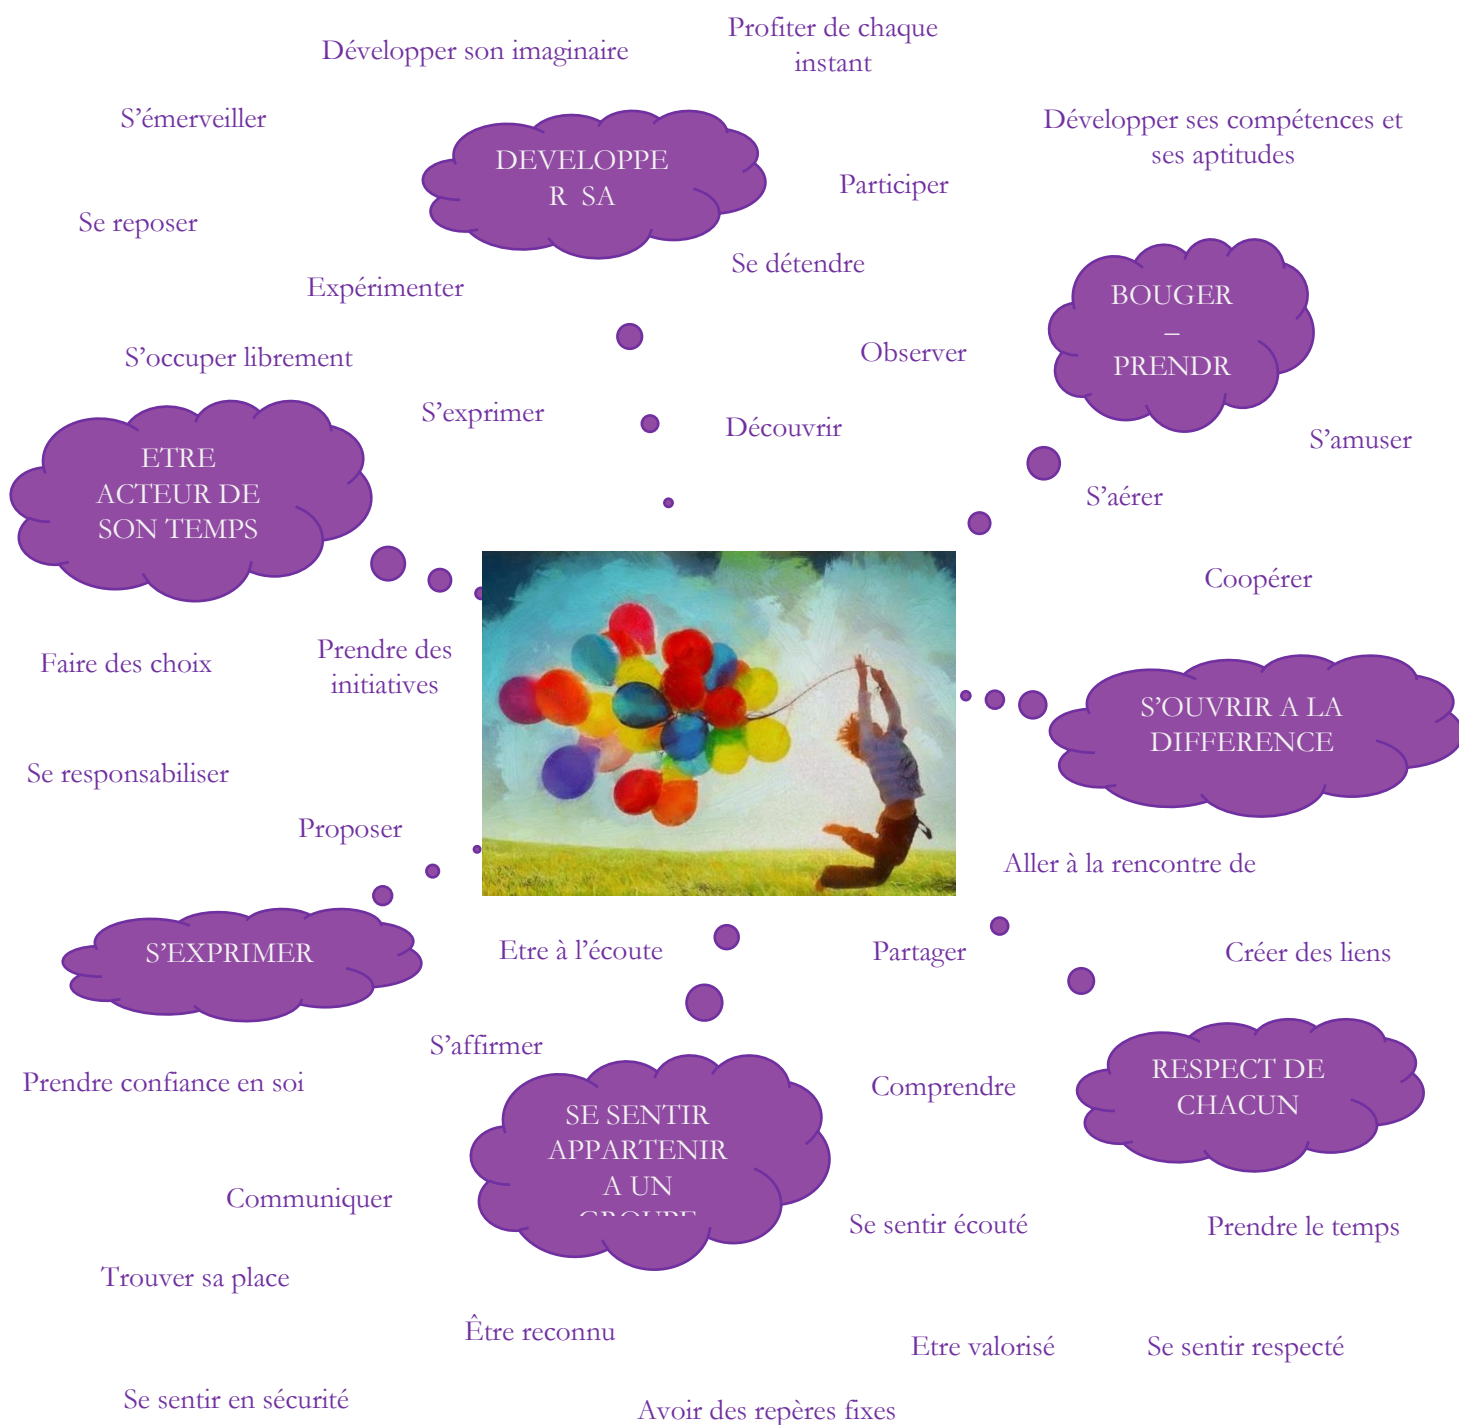 Profiter de chaque
instant
Développer son imaginaire
S'émerveiller
Développer ses compétences et
ses aptitudes
DEVELOPPE
R SA
Participer
Se reposer
Se détendre
Expérimenter
BOUGER
–
PRENDR
S'occuper librement
Observer
S'exprimer
Découvrir
S'amuser
ETRE
ACTEUR DE
SON TEMPS
S'aérer
Coopérer
Faire des choix
Prendre des
initiatives
S'OUVRIR A LA
DIFFERENCE
Se responsabiliser
Proposer
Aller à la rencontre de
S'EXPRIMER
Etre à l'écoute
Partager
Créer des liens
S'affirmer
Prendre confiance en soi
Comprendre
RESPECT DE
CHACUN
SE SENTIR
APPARTENIR
A UN
GROUPE
Communiquer
Se sentir écouté
Prendre le temps
Trouver sa place
Être reconnu
Etre valorisé
Se sentir respecté
Se sentir en sécurité
Avoir des repères fixes